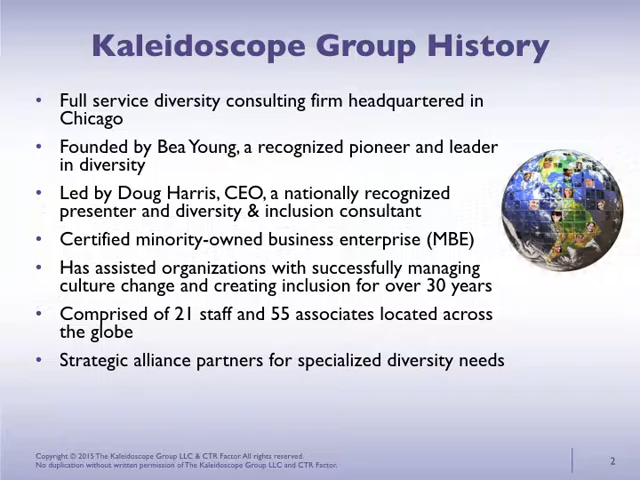 Kaleidoscope Group History
• Full service diversity consulting firm headquartered in
Chicago
• Founded by Bea Young, a recognized pioneer and leader
in diversity
• Led by Doug Harris, CEO, a nationally recognized
presenter and diversity & inclusion consultant
• Certified minority-owned business enterprise (MBE)
• Has assisted organizations with successfully managing
culture change and creating inclusion for over 30 years
• Comprised of 21 staff and 55 associates located across
the globe
• Strategic alliance partners for specialized diversity needs
Copyright © 2015 The Kaleidoscope Group LLC & CTR Factor. All rights reserved.
No duplication without written permission of The Kaleidoscope Group LLC and CTR Factor.
2